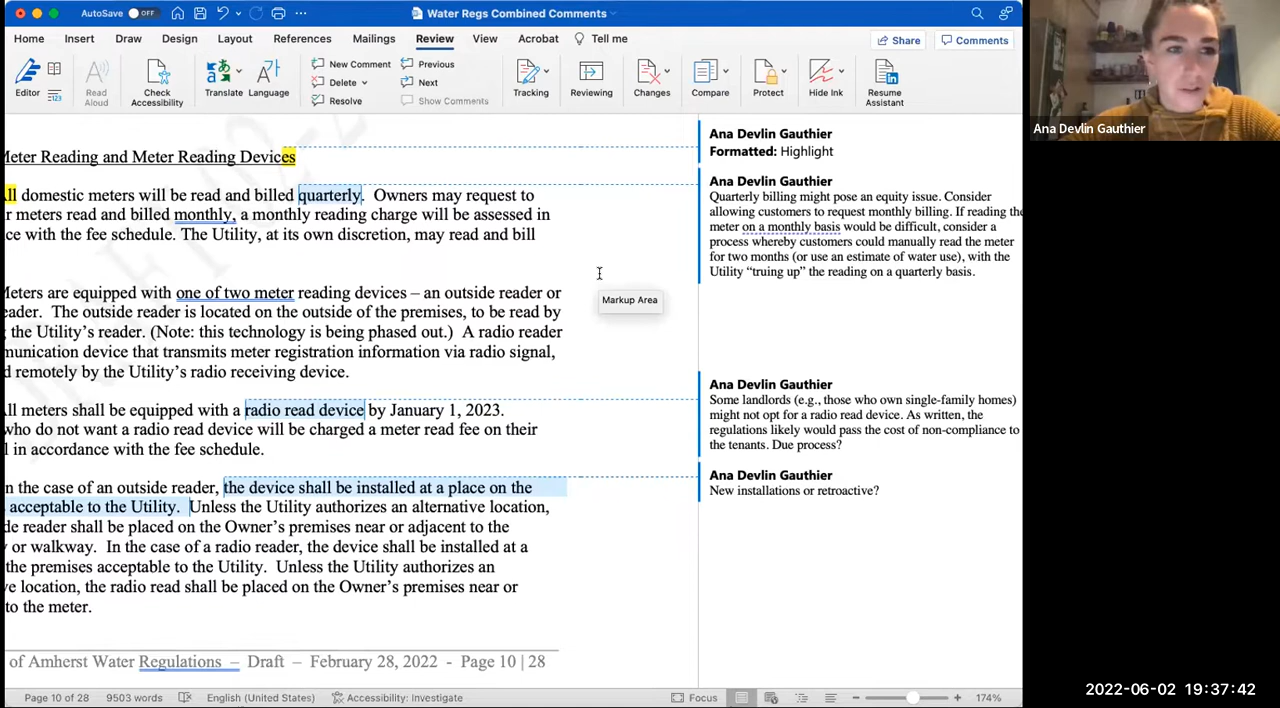 AutoSave OFF
Water Regs Combined Comments
Home Insert Draw Design Layout References Mailings Review View Acrobat Tell me
Share Comments
Editor
Read Aloud
Check Accessibility
Translate Language
New Comment
Delete
Resolve
Previous
Next
Show Comments
Tracking
Reviewing
Changes
Compare
Protect
Hide Ink
Resume Assistant
Meter Reading and Meter Reading Devices
All domestic meters will be read and billed quarterly. Owners may request to
r meters read and billed monthly, a monthly reading charge will be assessed in
ce with the fee schedule. The Utility, at its own discretion, may read and bill
Meters are equipped with one of two meter reading devices – an outside reader or
eader. The outside reader is located on the outside of the premises, to be read by
the Utility's reader. (Note: this technology is being phased out.) A radio reader
munication device that transmits meter registration information via radio signal,
d remotely by the Utility's radio receiving device.
All meters shall be equipped with a radio read device by January 1, 2023.
who do not want a radio read device will be charged a meter read fee on their
l in accordance with the fee schedule.
n the case of an outside reader, the device shall be installed at a place on the
acceptable to the Utility. Unless the Utility authorizes an alternative location,
de reader shall be placed on the Owner's premises near or adjacent to the
y or walkway. In the case of a radio reader, the device shall be installed at a
the premises acceptable to the Utility. Unless the Utility authorizes an
ve location, the radio read shall be placed on the Owner's premises near or
to the meter.
of Amherst Water Regulations – Draft – February 28, 2022 - Page 10 | 28
Markup Area
Ana Devlin Gauthier
Formatted: Highlight
Ana Devlin Gauthier
Quarterly billing might pose an equity issue. Consider
allowing customers to request monthly billing. If reading the
meter on a monthly basis would be difficult, consider a
process whereby customers could manually read the meter
for two months (or use an estimate of water use), with the
Utility "truing up" the reading on a quarterly basis.
Ana Devlin Gauthier
Some landlords (e.g., those who own single-family homes)
might not opt for a radio read device. As written, the
regulations likely would pass the cost of non-compliance to
the tenants. Due process?
Ana Devlin Gauthier
New installations or retroactive?
Page 10 of 28 9503 words English (United States) Accessibility: Investigate
Focus 174%
Ana Devlin Gauthier
2022-06-02 19:37:42